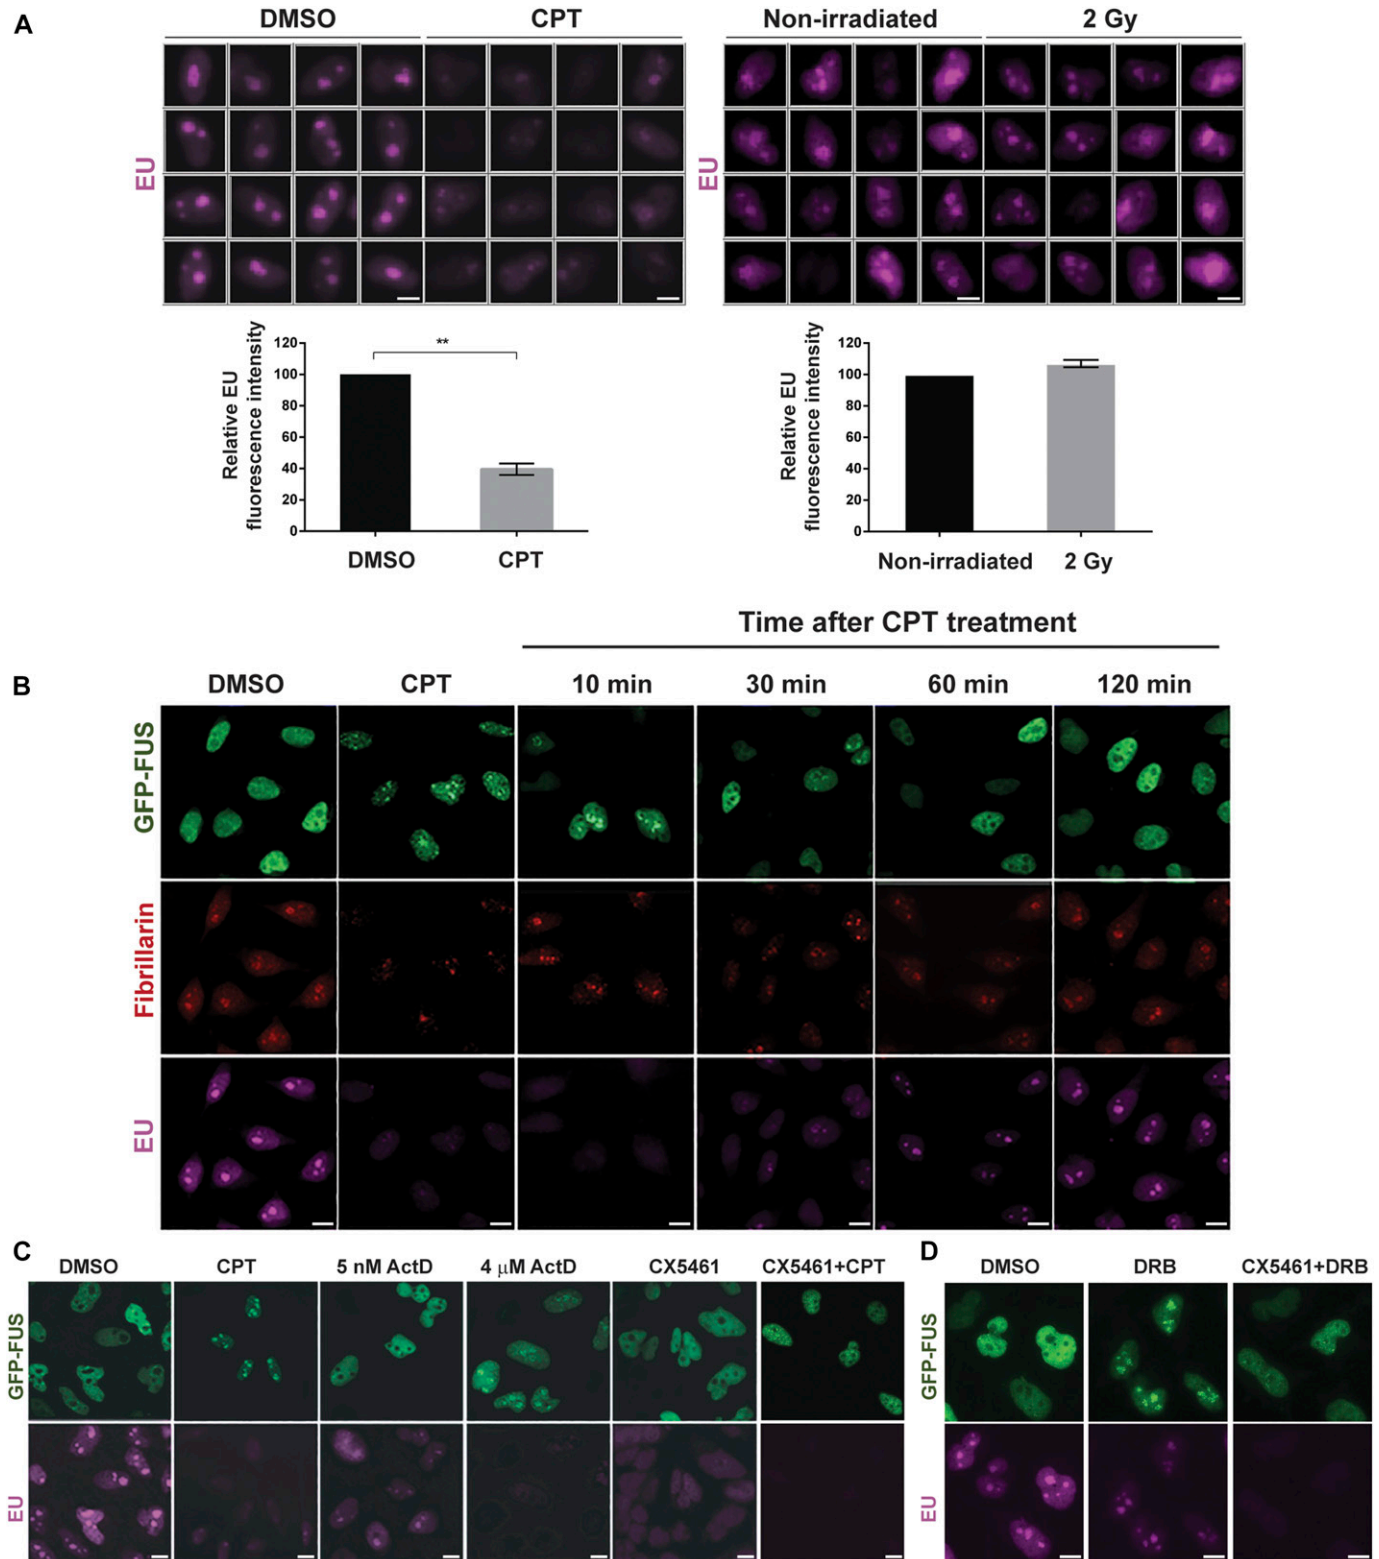 A
DMSO CPT
Non-irradiated 2 Gy
EU
EU
Relative EU
fluorescence intensity
120
100
80
60
40
20
0
**
DMSO CPT
Relative EU
fluorescence intensity
120
100
80
60
40
20
0
Non-irradiated 2 Gy
Time after CPT treatment
B
DMSO CPT 10 min 30 min 60 min 120 min
GFP-FUS
Fibrillarin
EU
C
DMSO CPT 5 nM ActD 4 μM ActD CX5461 CX5461+CPT
GFP-FUS
EU
D
DMSO DRB CX5461+DRB
GFP-FUS
EU